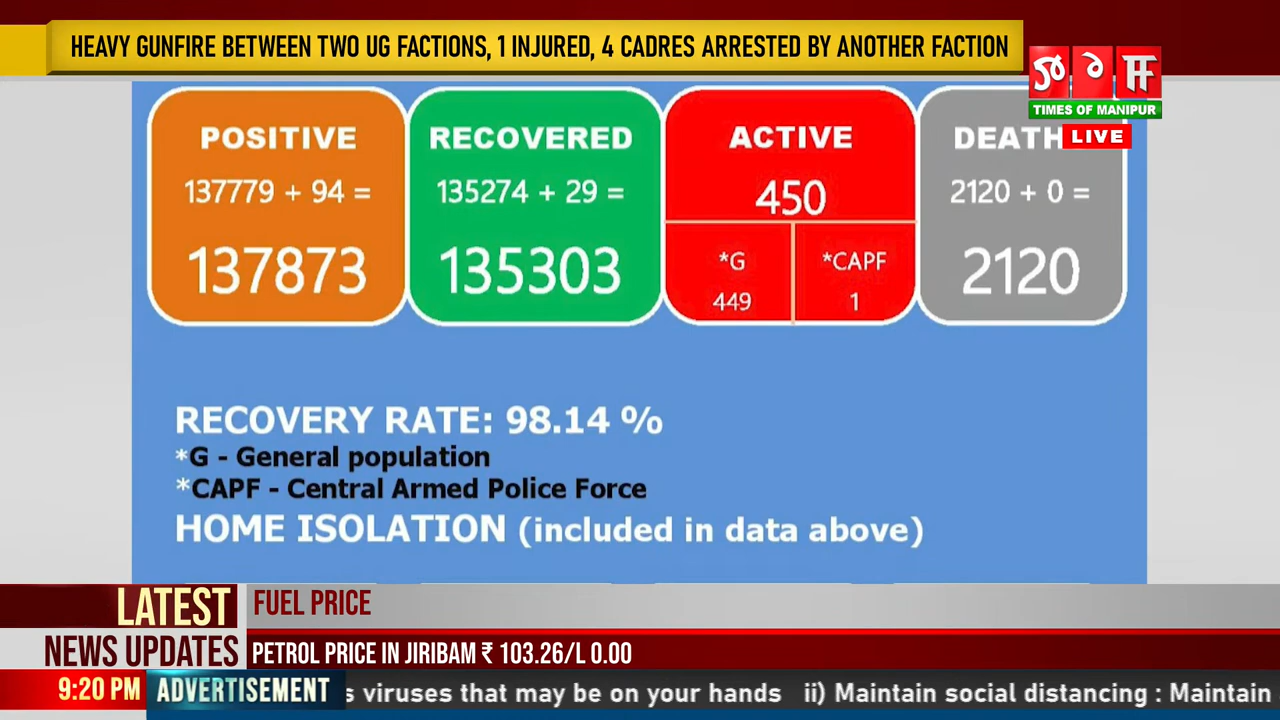 HEAVY GUNFIRE BETWEEN TWO UG FACTIONS, 1 INJURED, 4 CADRES ARRESTED BY ANOTHER FACTION
TIMES OF MANIPUR
LIVE
POSITIVE
137779 + 94 =
137873
RECOVERED
135274 + 29 =
135303
ACTIVE
450
*G
449
*CAPF
1
DEATH
2120 + 0 =
2120
RECOVERY RATE: 98.14 %
*G - General population
*CAPF - Central Armed Police Force
HOME ISOLATION (included in data above)
LATEST
NEWS UPDATES
FUEL PRICE
PETROL PRICE IN JIRIBAM ₹ 103.26/L 0.00
9:20 PM
ADVERTISEMENT
s viruses that may be on your hands ii) Maintain social distancing : Maintain